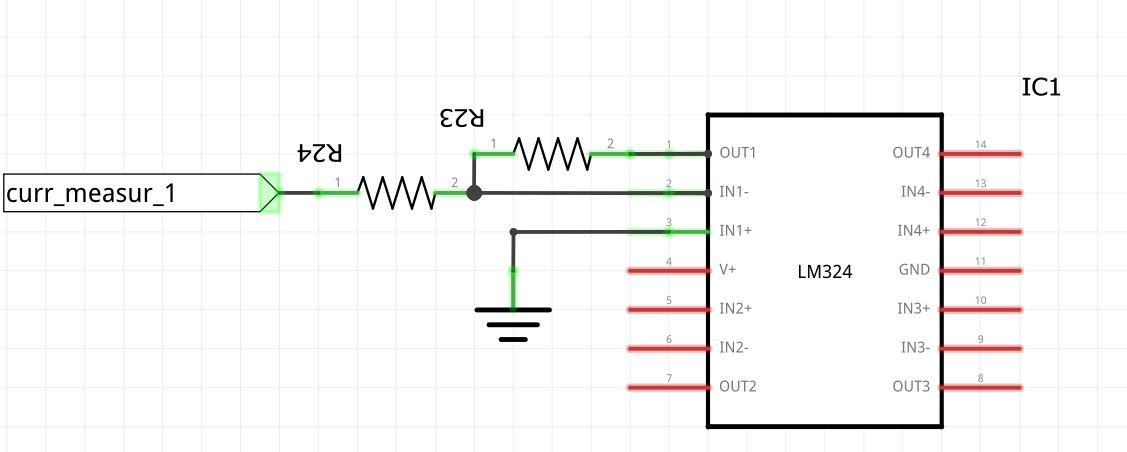 IC1
R23
R24
1 2
1 OUT1 OUT4 14
curr_measur_1
1 2
2 IN1- IN4- 13
3 IN1+ IN4+ 12
4 V+ LM324 GND 11
5 IN2+ IN3+ 10
6 IN2- IN3- 9
7 OUT2 OUT3 8